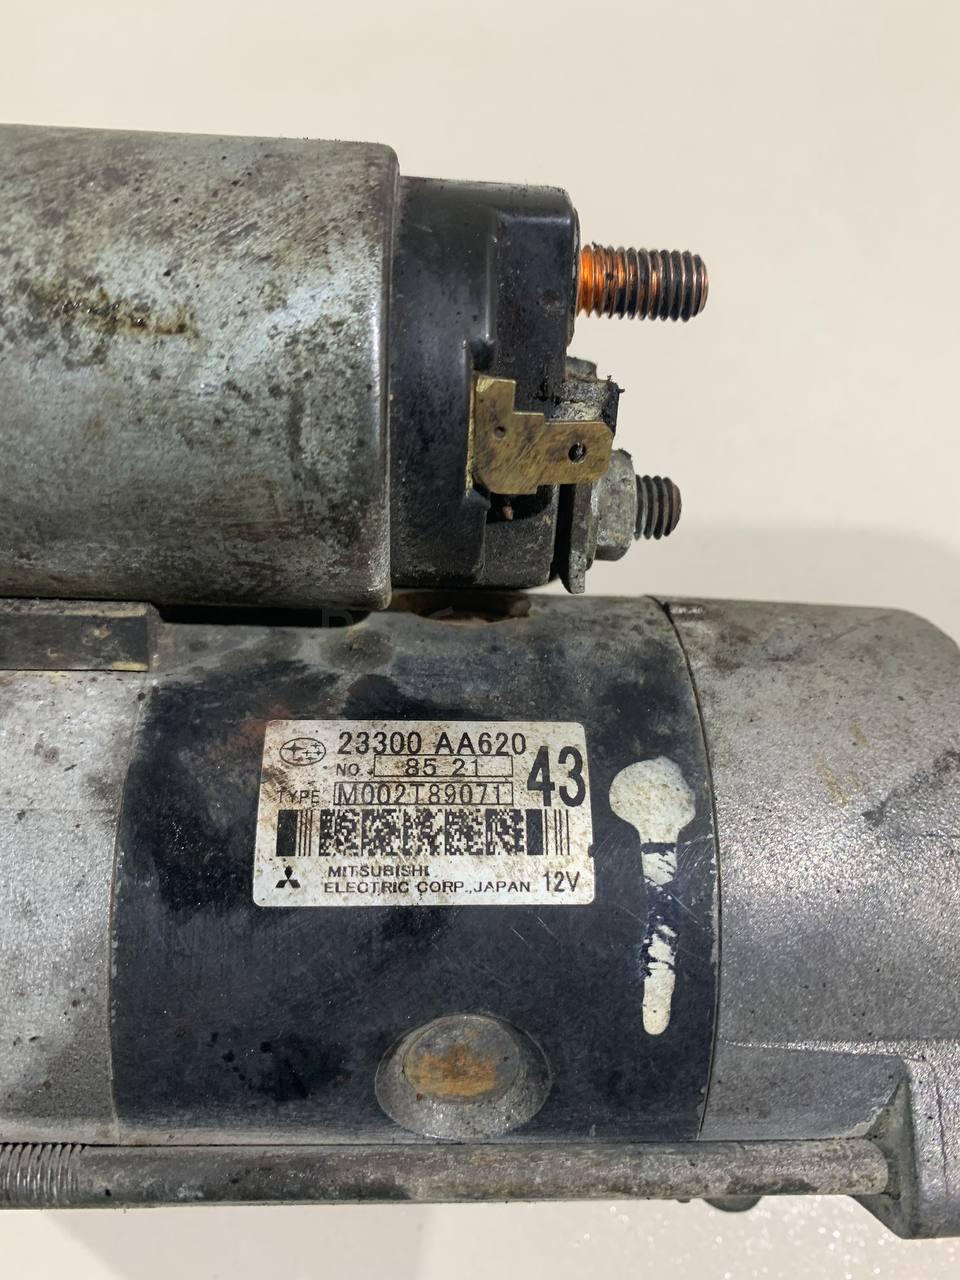 23300 AA620
NO. 85 21
43
TYPE M002T89071
MITSUBISHI
ELECTRIC CORP., JAPAN 12V